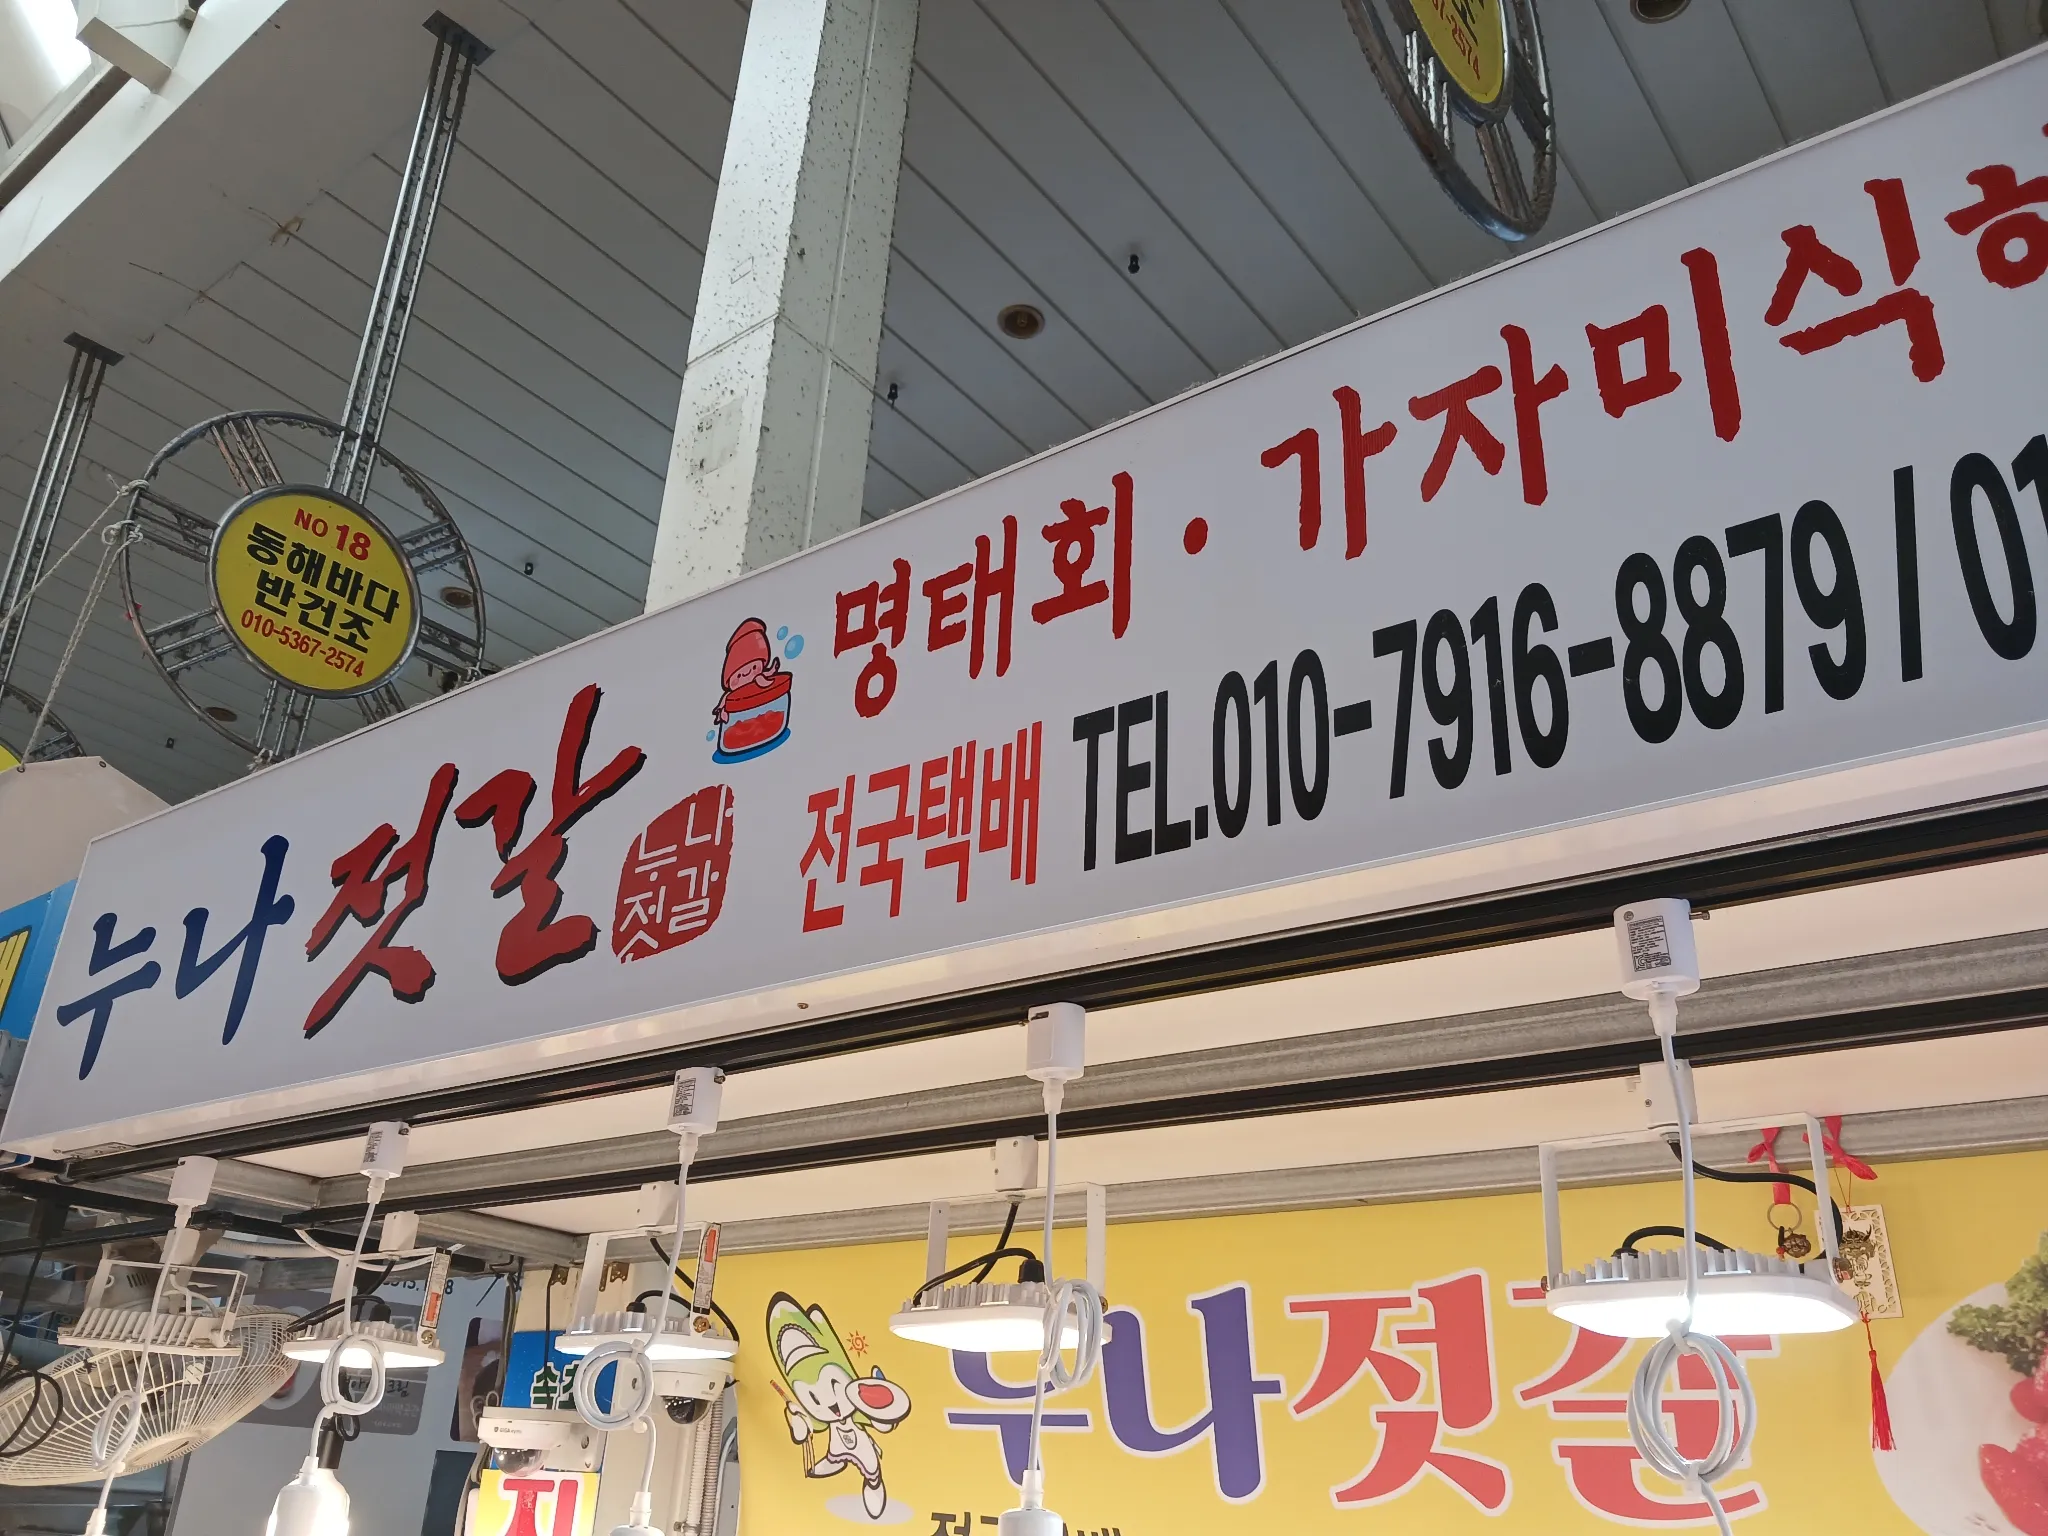 NO 18
동해바다
반건조
010-5367-2574
명태회·가자미식
누나젓갈
누나
젓갈
전국택배 TEL.010-7916-8879 / 01
누나젓갈